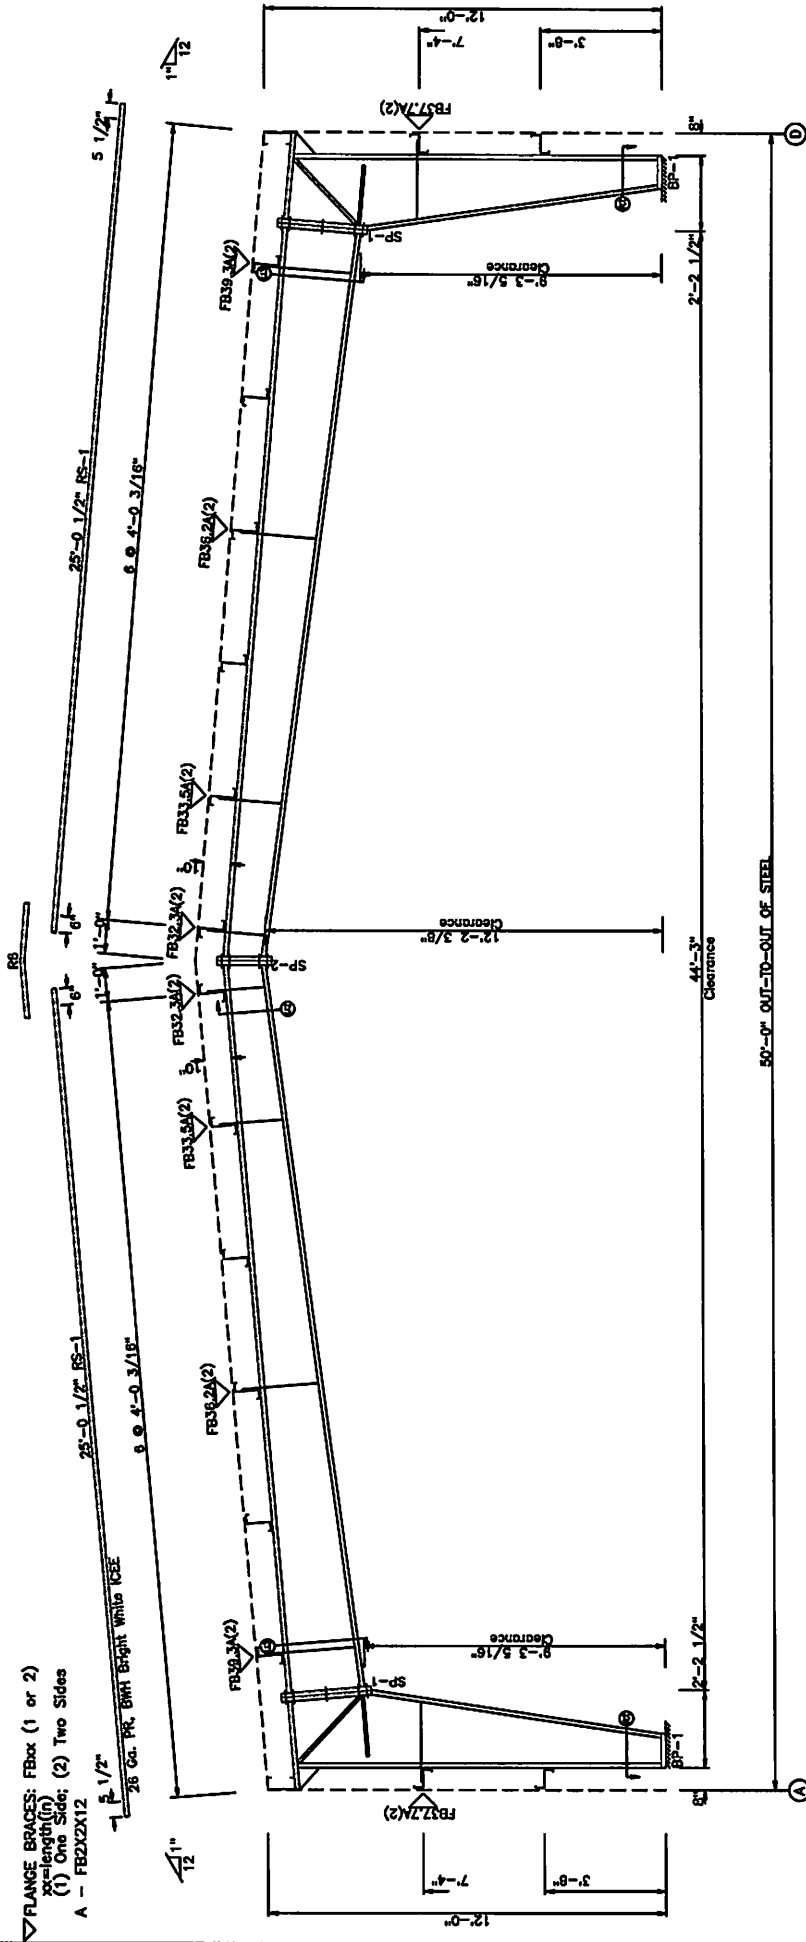 ▽FLANGE BRACES: FBxx (1 or 2)
xx=length(in)
(1) One Side; (2) Two Sides
A - FB2X2X12
5 1/2"
26 Ga. PR, BWH Bright White
25'-0 1/2" RS-1
6"
R6
6"
25'-0 1/2" RS-1
5 1/2"
1"
12
6 @ 4'-0 3/16"
1'-0"
1'-0"
6 @ 4'-0 3/16"
1"
12
FB39.3A(2)
FB36.2A(2)
FB33.5A(2)
FB32.3A(2)
FB32.3A(2)
FB33.5A(2)
FB36.2A(2)
FB39.3A(2)
10"
10"
SP-1
SP-2
SP-1
FB37.7A(2)
FB37.7A(2)
12'-0"
7'-4"
3'-8"
9'-3 5/16"
Clearance
12'-2 3/8"
Clearance
9'-3 5/16"
Clearance
12'-0"
7'-4"
3'-8"
BP-1
BP-1
8"
2'-2 1/2"
44'-3"
Clearance
2'-2 1/2"
8"
50'-0" OUT-TO-OUT OF STEEL
A
D